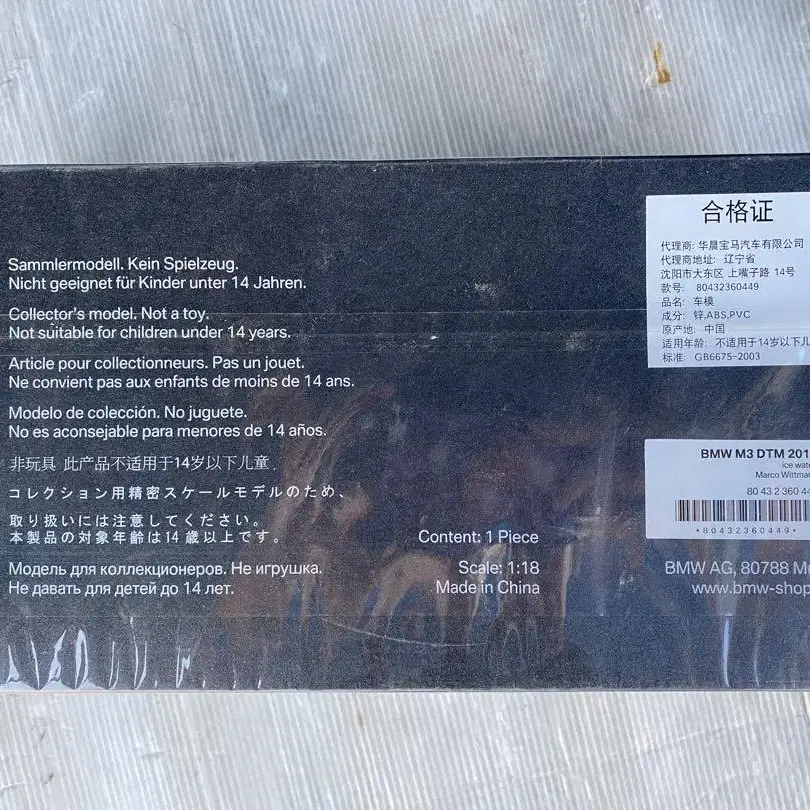 Sammlermodell. Kein Spielzeug.
Nicht geeignet für Kinder unter 14 Jahren.
Collector's model. Not a toy.
Not suitable for children under 14 years.
Article pour collectionneurs. Pas un jouet.
Ne convient pas aux enfants de moins de 14 ans.
Modelo de colección. No juguete.
No es aconsejable para menores de 14 años.
非玩具 此产品不适用于14岁以下儿童.
コレクション用精密スケールモデルのため、
取り扱いには注意してください。
本製品の対象年齢は14歳以上です。
Модель для коллекционеров. Не игрушка.
Не давать для детей до 14 лет.
Content: 1 Piece
Scale: 1:18
Made in China
合格证
代理商: 华晨宝马汽车有限公司
代理商地址: 辽宁省
沈阳市大东区 上嘴子路 14号
款号: 80432360449
品名: 车模
成分: 锌,ABS,PVC
原产地: 中国
适用年龄: 不适用于14岁以下儿
标准: GB6675-2003
BMW M3 DTM 201
ice wat
Marco Wittma
80 43 2 360 44
*80432360449*
BMW AG, 80788 M
www.bmw-shop